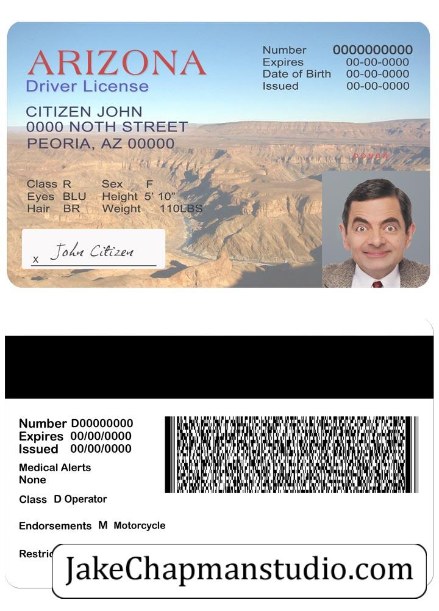 ARIZONA
Driver License
Number 0000000000
Expires 00-00-0000
Date of Birth 00-00-0000
Issued 00-00-0000
CITIZEN JOHN
0000 NOTH STREET
PEORIA, AZ 00000
Class R Sex F
Eyes BLU Height 5' 10"
Hair BR Weight 110LBS
x John Citizen
Number D00000000
Expires 00/00/0000
Issued 00/00/0000
Medical Alerts
None
Class D Operator
Endorsements M Motorcycle
JakeChapmanstudio.com